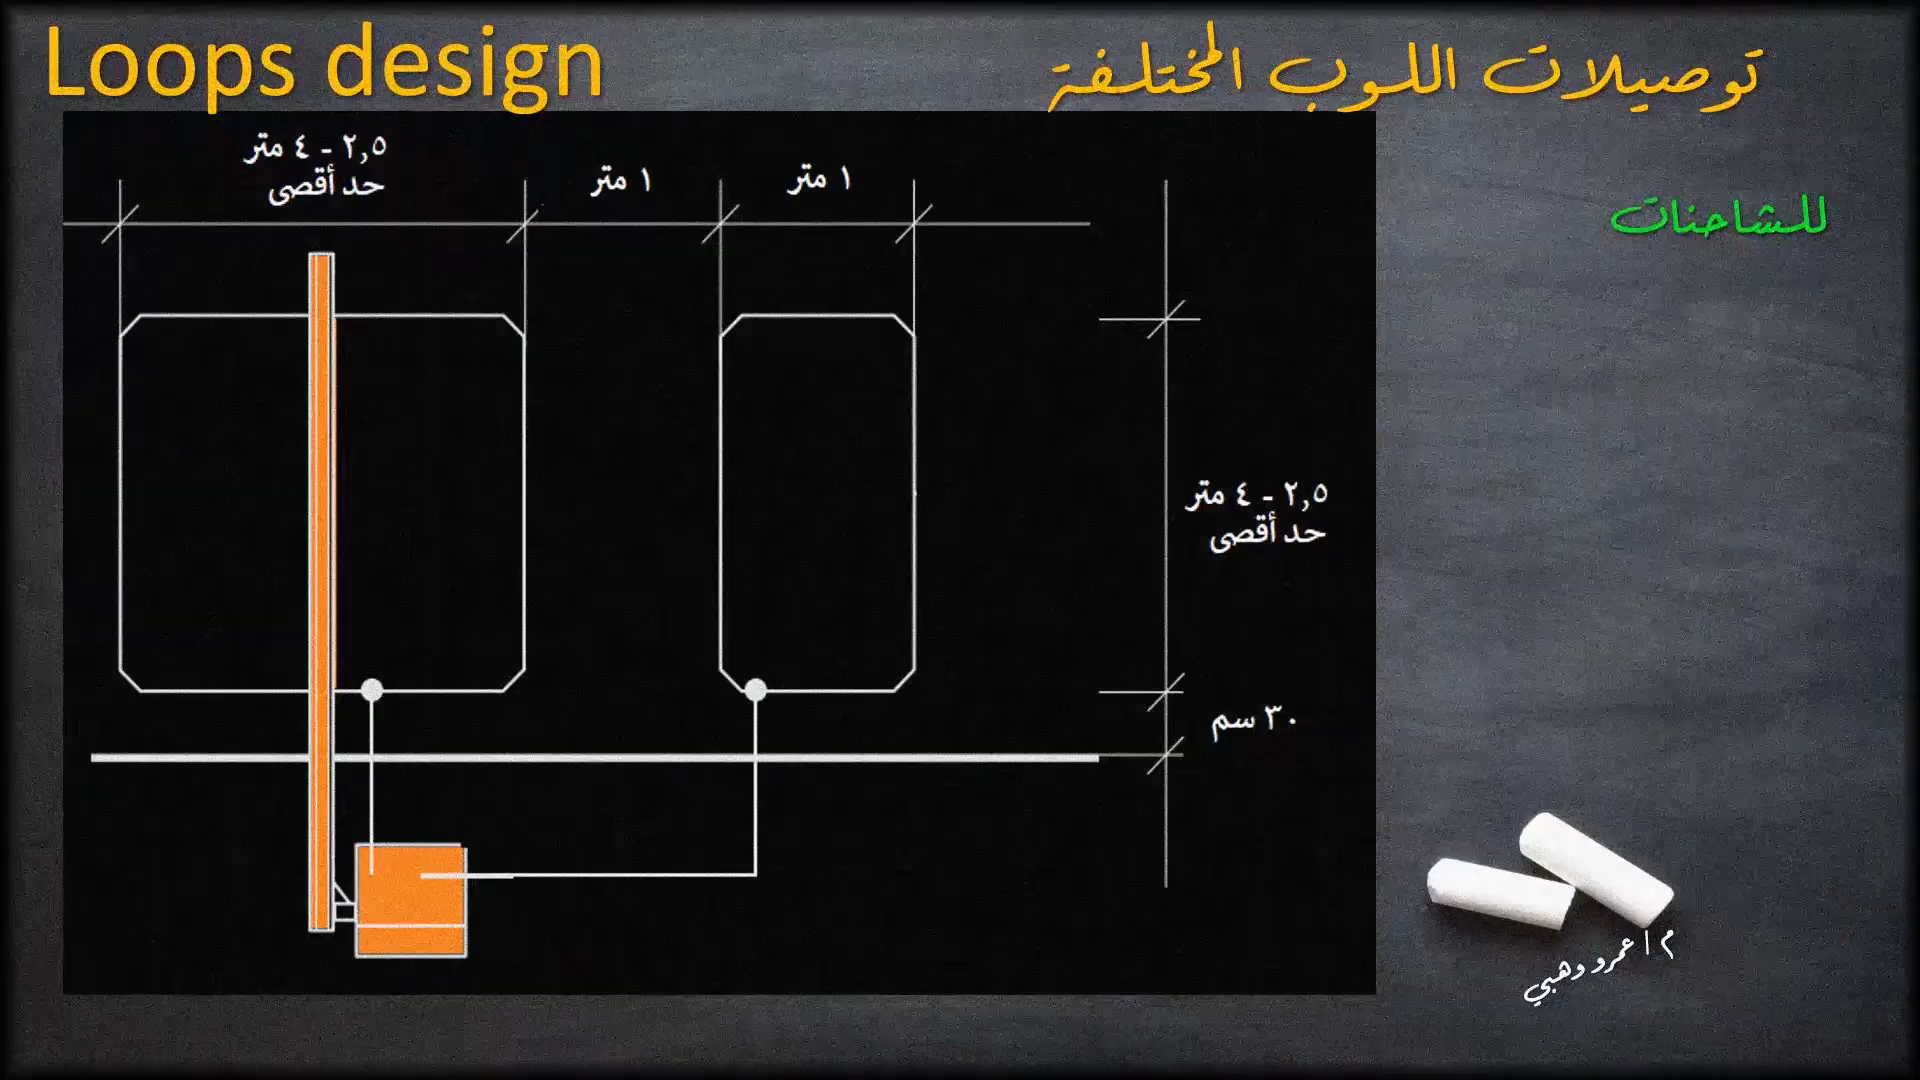 Loops design
توصيلات اللوب المختلفة
للشاحنات
٢,٥ - ٤ متر
حد أقصى
١ متر
١ متر
٢,٥ - ٤ متر
حد أقصى
٣٠ سم
م / عمرو وهبي